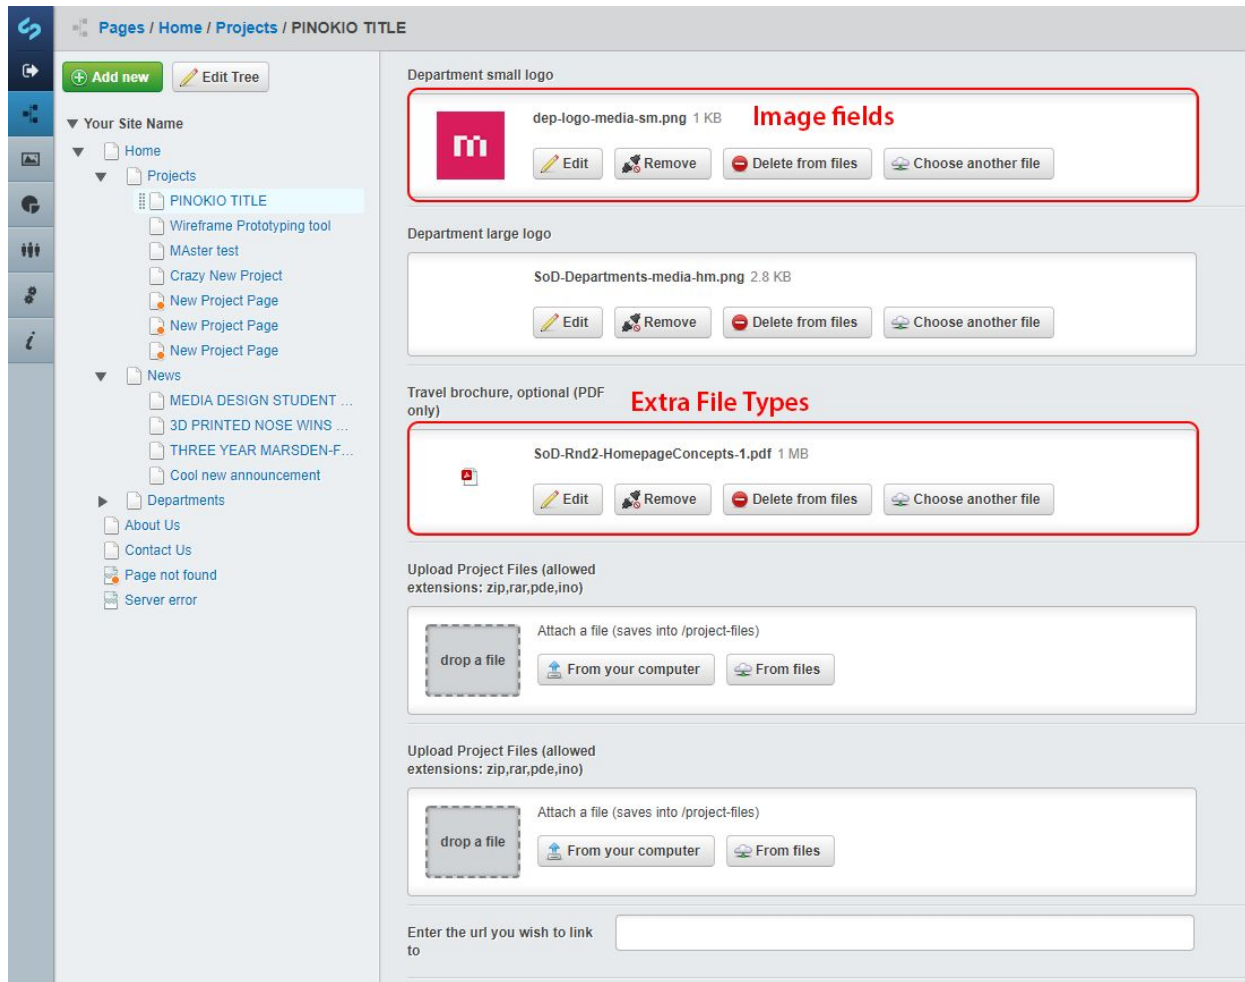 Pages / Home / Projects / PINOKIO TITLE
Add new
Edit Tree
Your Site Name
Home
Projects
PINOKIO TITLE
Wireframe Prototyping tool
MAster test
Crazy New Project
New Project Page
New Project Page
New Project Page
News
MEDIA DESIGN STUDENT ...
3D PRINTED NOSE WINS ...
THREE YEAR MARSDEN-F...
Cool new announcement
Departments
About Us
Contact Us
Page not found
Server error
Department small logo
m
dep-logo-media-sm.png 1 KB
Image fields
Edit
Remove
Delete from files
Choose another file
Department large logo
SoD-Departments-media-hm.png 2.8 KB
Edit
Remove
Delete from files
Choose another file
Travel brochure, optional (PDF
only)
Extra File Types
SoD-Rnd2-HomepageConcepts-1.pdf 1 MB
Edit
Remove
Delete from files
Choose another file
Upload Project Files (allowed
extensions: zip,rar,pde,ino)
drop a file
Attach a file (saves into /project-files)
From your computer
From files
Upload Project Files (allowed
extensions: zip,rar,pde,ino)
drop a file
Attach a file (saves into /project-files)
From your computer
From files
Enter the url you wish to link
to